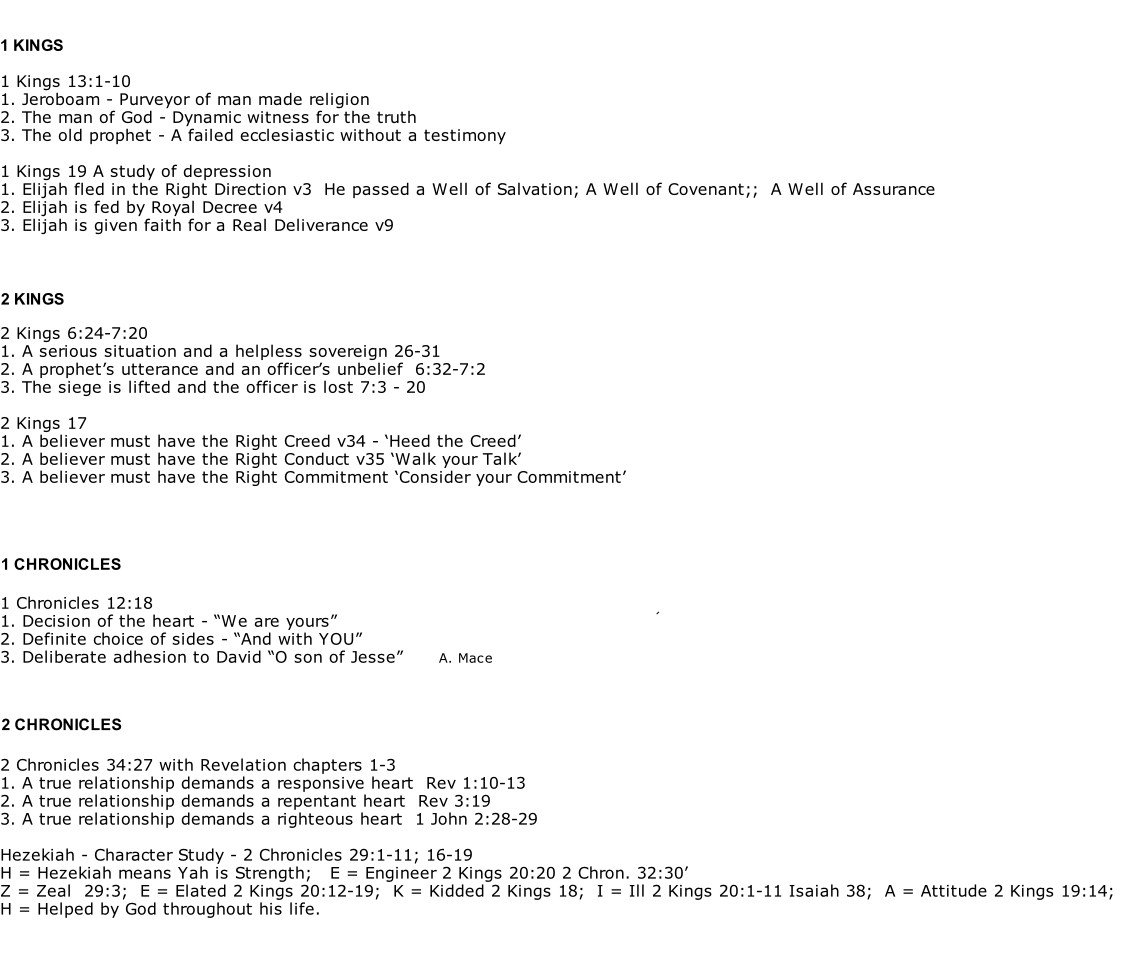 1 KINGS
1 Kings 13:1-10
1. Jeroboam - Purveyor of man made religion
2. The man of God - Dynamic witness for the truth
3. The old prophet - A failed ecclesiastic without a testimony
1 Kings 19 A study of depression
1. Elijah fled in the Right Direction v3  He passed a Well of Salvation; A Well of Covenant;;  A Well of Assurance
2. Elijah is fed by Royal Decree v4
3. Elijah is given faith for a Real Deliverance v9
2 KINGS
2 Kings 6:24-7:20
1. A serious situation and a helpless sovereign 26-31
2. A prophet’s utterance and an officer’s unbelief  6:32-7:2
3. The siege is lifted and the officer is lost 7:3 - 20
2 Kings 17
1. A believer must have the Right Creed v34 - ‘Heed the Creed’
2. A believer must have the Right Conduct v35 ‘Walk your Talk’
3. A believer must have the Right Commitment ‘Consider your Commitment’
1 CHRONICLES
1 Chronicles 12:18
1. Decision of the heart - “We are yours”
2. Definite choice of sides - “And with YOU”
3. Deliberate adhesion to David “O son of Jesse”  A. Mace
2 CHRONICLES
2 Chronicles 34:27 with Revelation chapters 1-3
1. A true relationship demands a responsive heart  Rev 1:10-13
2. A true relationship demands a repentant heart  Rev 3:19
3. A true relationship demands a righteous heart  1 John 2:28-29
Hezekiah - Character Study - 2 Chronicles 29:1-11; 16-19
H = Hezekiah means Yah is Strength;   E = Engineer 2 Kings 20:20 2 Chron. 32:30’
Z = Zeal  29:3;  E = Elated 2 Kings 20:12-19;  K = Kidded 2 Kings 18;  I = Ill 2 Kings 20:1-11 Isaiah 38;  A = Attitude 2 Kings 19:14;
H = Helped by God throughout his life.